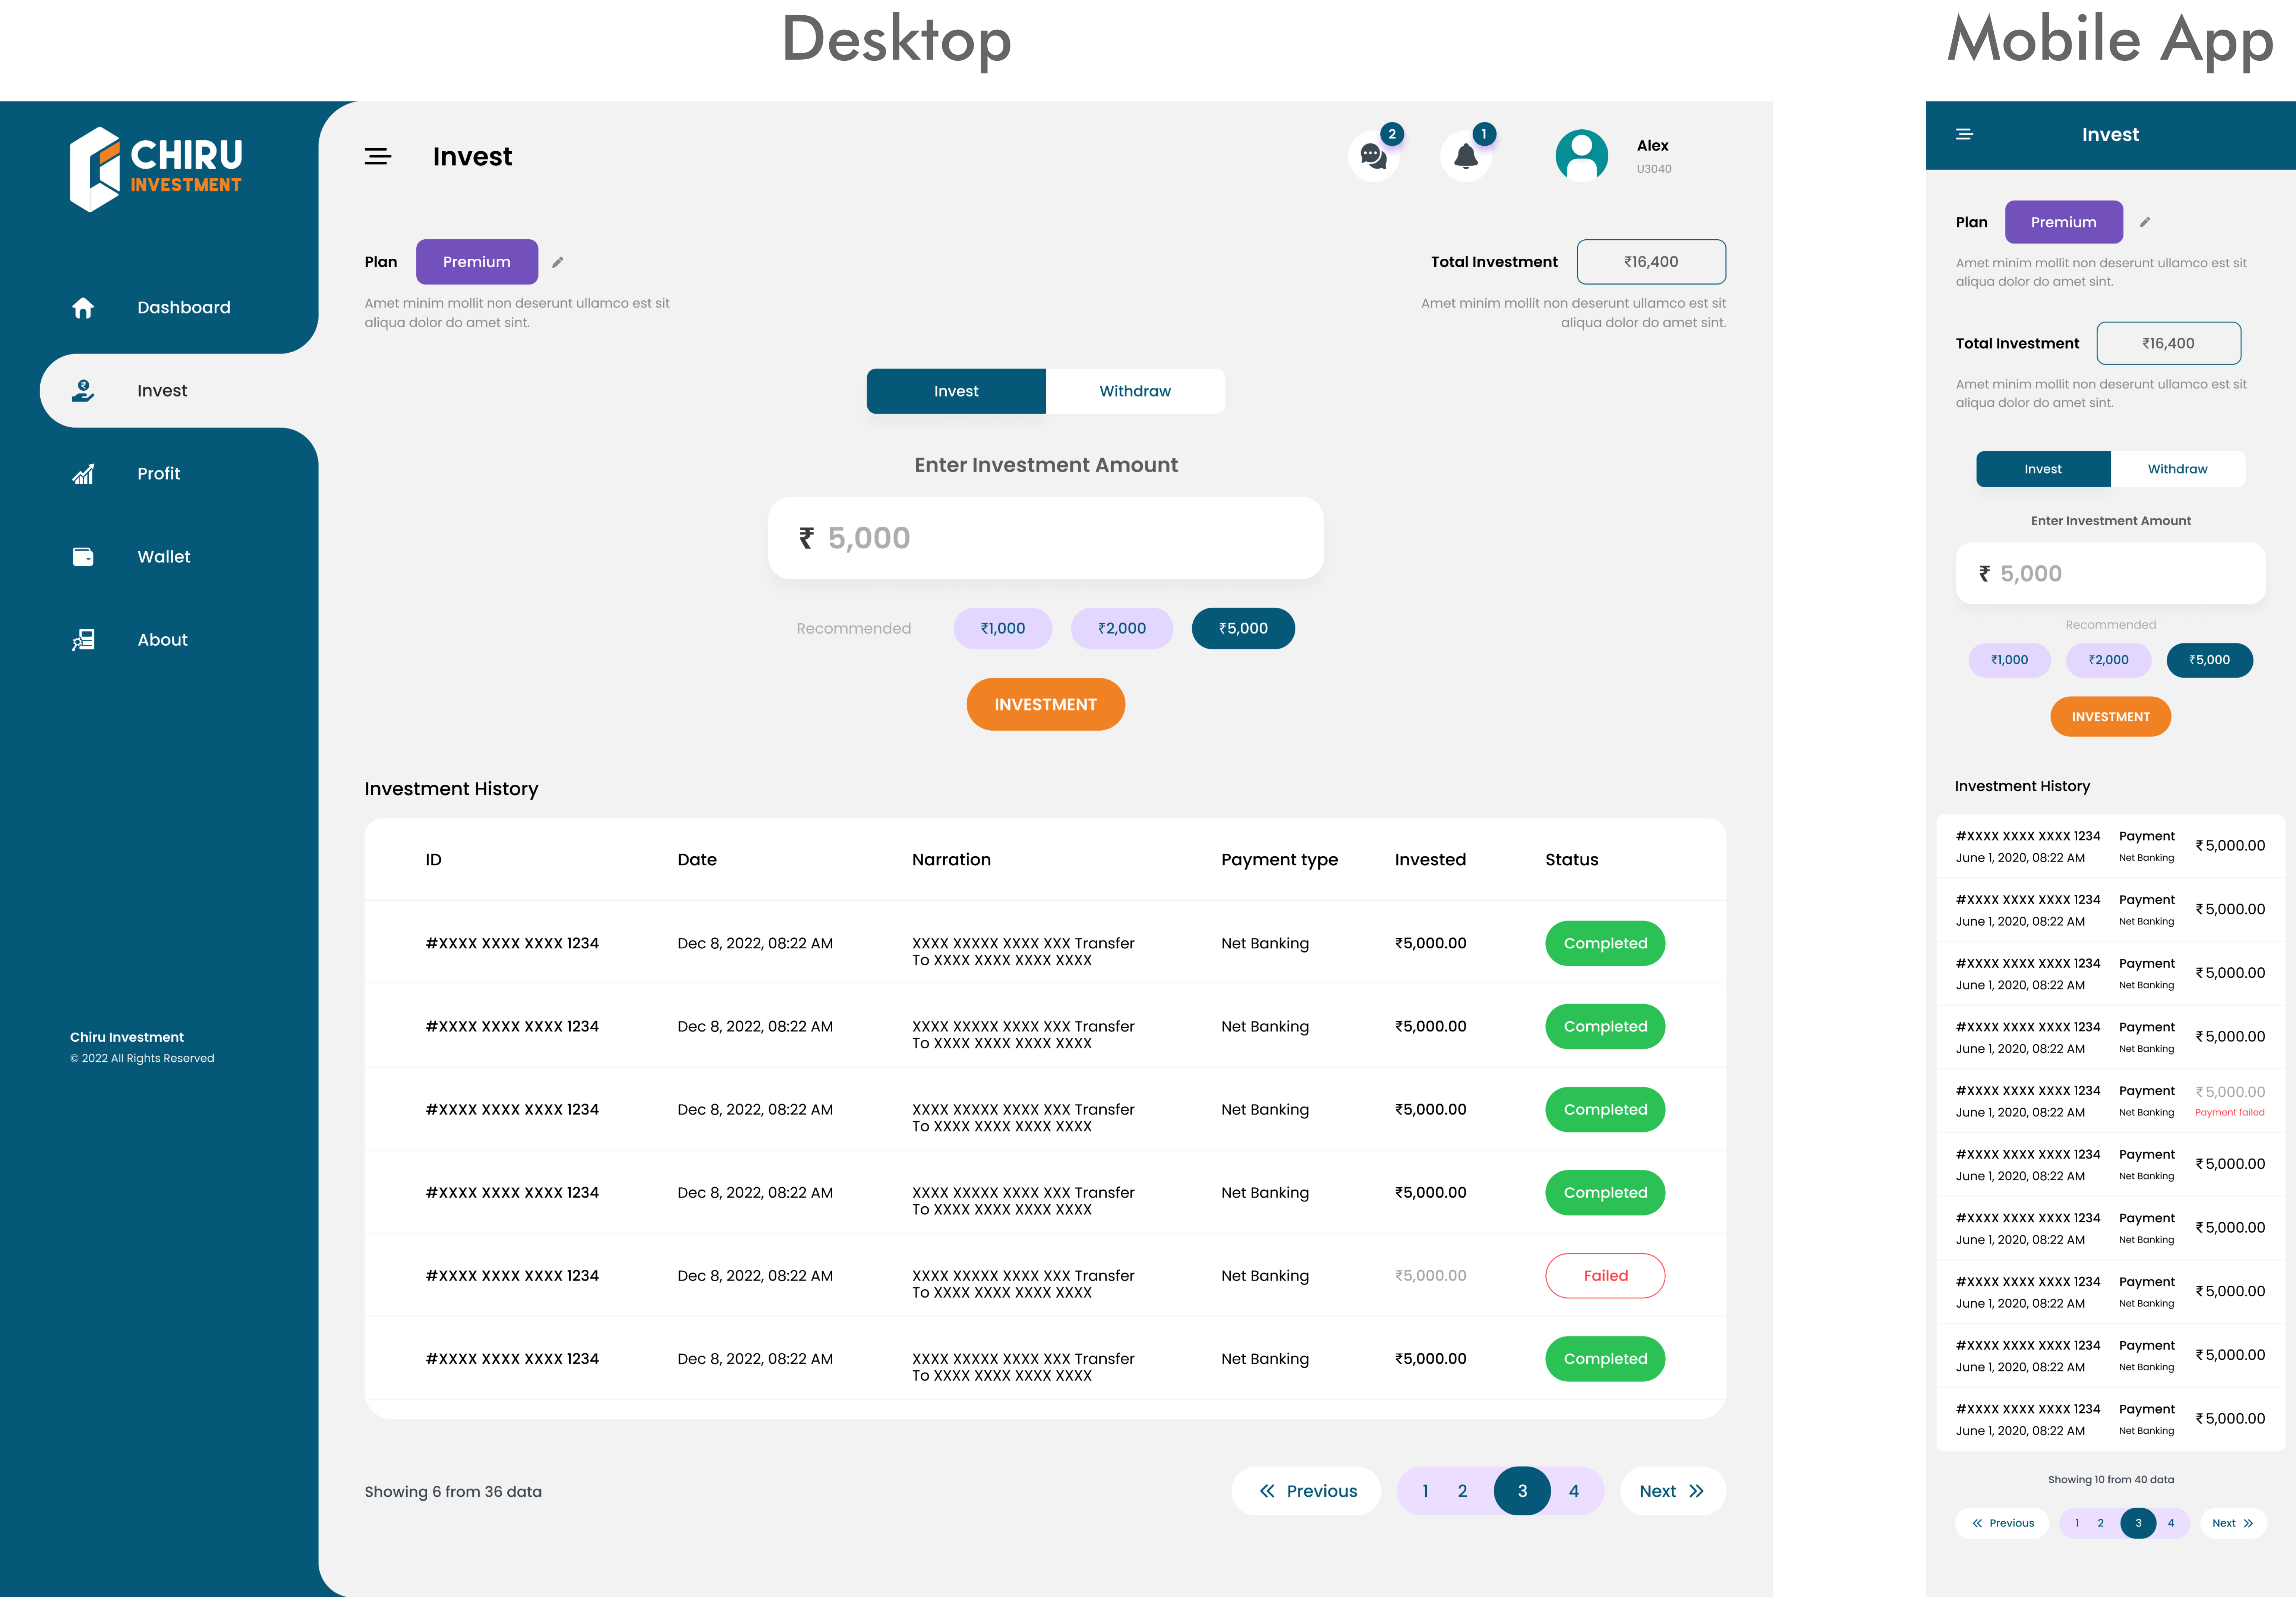 Desktop
CHIRU
INVESTMENT
Dashboard
Invest
Profit
Wallet
About
Chiru Investment
© 2022 All Rights Reserved
Invest
2
1
Alex
U3040
Plan Premium
Amet minim mollit non deserunt ullamco est sit
aliqua dolor do amet sint.
Total Investment ₹16,400
Amet minim mollit non deserunt ullamco est sit
aliqua dolor do amet sint.
Invest Withdraw
Enter Investment Amount
₹ 5,000
Recommended ₹1,000 ₹2,000 ₹5,000
INVESTMENT
Investment History
ID Date Narration Payment type Invested Status
#XXXX XXXX XXXX 1234 Dec 8, 2022, 08:22 AM XXXX XXXXX XXXX XXX Transfer Net Banking ₹5,000.00 Completed
To XXXX XXXX XXXX XXXX
#XXXX XXXX XXXX 1234 Dec 8, 2022, 08:22 AM XXXX XXXXX XXXX XXX Transfer Net Banking ₹5,000.00 Completed
To XXXX XXXX XXXX XXXX
#XXXX XXXX XXXX 1234 Dec 8, 2022, 08:22 AM XXXX XXXXX XXXX XXX Transfer Net Banking ₹5,000.00 Completed
To XXXX XXXX XXXX XXXX
#XXXX XXXX XXXX 1234 Dec 8, 2022, 08:22 AM XXXX XXXXX XXXX XXX Transfer Net Banking ₹5,000.00 Completed
To XXXX XXXX XXXX XXXX
#XXXX XXXX XXXX 1234 Dec 8, 2022, 08:22 AM XXXX XXXXX XXXX XXX Transfer Net Banking ₹5,000.00 Failed
To XXXX XXXX XXXX XXXX
#XXXX XXXX XXXX 1234 Dec 8, 2022, 08:22 AM XXXX XXXXX XXXX XXX Transfer Net Banking ₹5,000.00 Completed
To XXXX XXXX XXXX XXXX
Showing 6 from 36 data Previous 1 2 3 4 Next
Mobile App
Invest
Plan Premium
Amet minim mollit non deserunt ullamco est sit
aliqua dolor do amet sint.
Total Investment ₹16,400
Amet minim mollit non deserunt ullamco est sit
aliqua dolor do amet sint.
Invest Withdraw
Enter Investment Amount
₹ 5,000
Recommended
₹1,000 ₹2,000 ₹5,000
INVESTMENT
Investment History
#XXXX XXXX XXXX 1234 Payment ₹5,000.00
June 1, 2020, 08:22 AM Net Banking
#XXXX XXXX XXXX 1234 Payment ₹5,000.00
June 1, 2020, 08:22 AM Net Banking
#XXXX XXXX XXXX 1234 Payment ₹5,000.00
June 1, 2020, 08:22 AM Net Banking
#XXXX XXXX XXXX 1234 Payment ₹5,000.00
June 1, 2020, 08:22 AM Net Banking
#XXXX XXXX XXXX 1234 Payment ₹5,000.00
June 1, 2020, 08:22 AM Net Banking Payment failed
#XXXX XXXX XXXX 1234 Payment ₹5,000.00
June 1, 2020, 08:22 AM Net Banking
#XXXX XXXX XXXX 1234 Payment ₹5,000.00
June 1, 2020, 08:22 AM Net Banking
#XXXX XXXX XXXX 1234 Payment ₹5,000.00
June 1, 2020, 08:22 AM Net Banking
#XXXX XXXX XXXX 1234 Payment ₹5,000.00
June 1, 2020, 08:22 AM Net Banking
#XXXX XXXX XXXX 1234 Payment ₹5,000.00
June 1, 2020, 08:22 AM Net Banking
Showing 10 from 40 data
Previous 1 2 3 4 Next